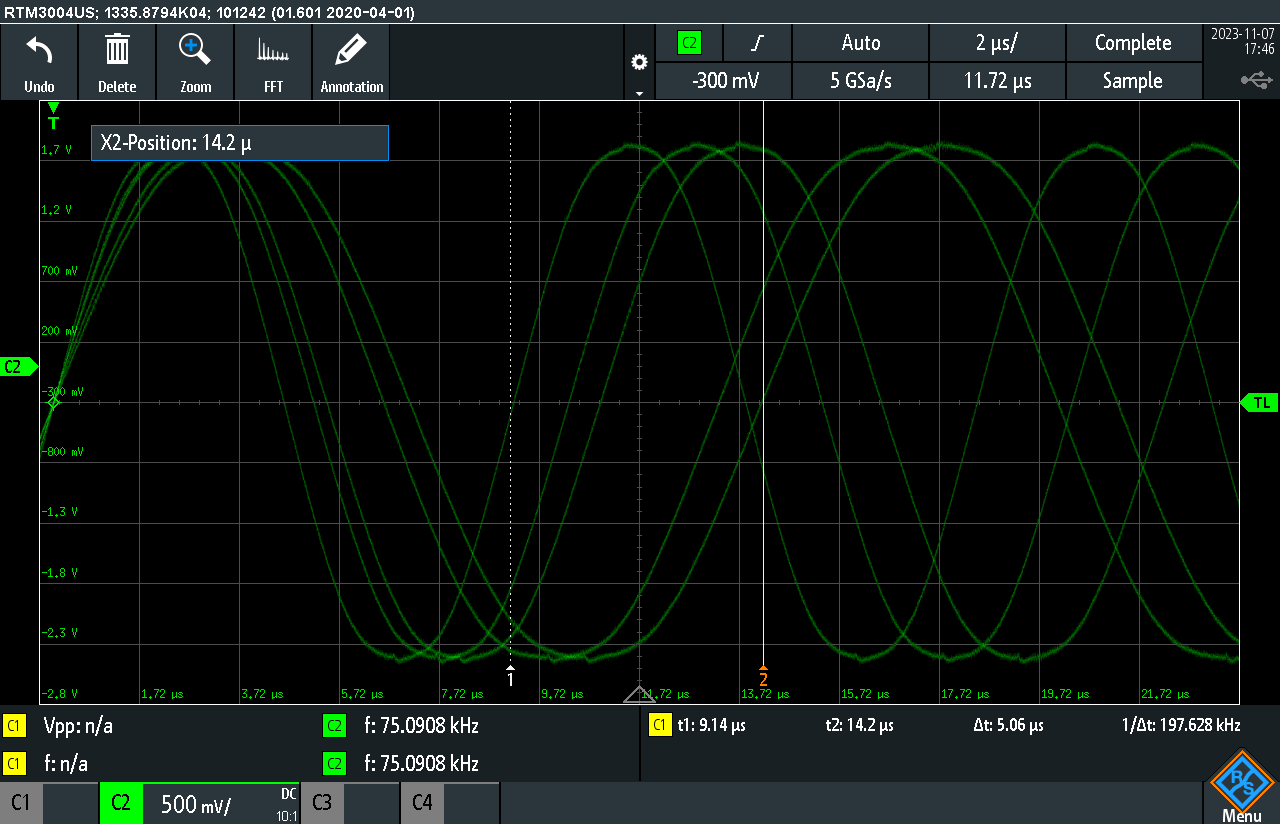 RTM3004US; 1335.8794K04; 101242 (01.601 2020-04-01)
Undo Delete Zoom FFT Annotation
C2 Auto 2 µs/ Complete
-300 mV 5 GSa/s 11.72 µs Sample
2023-11-07
17:46
T
X2-Position: 14.2 µ
1,7 V
1,2 V
700 mV
200 mV
C2
-300 mV
TL
-800 mV
-1,3 V
-1,8 V
-2,3 V
1 2
-2,8 V 1,72 µs 3,72 µs 5,72 µs 7,72 µs 9,72 µs 11,72 µs 13,72 µs 15,72 µs 17,72 µs 19,72 µs 21,72 µs
C1 Vpp: n/a C2 f: 75.0908 kHz C1 t1: 9.14 µs t2: 14.2 µs Δt: 5.06 µs 1/Δt: 197.628 kHz
C1 f: n/a C2 f: 75.0908 kHz
C1 C2 500 mV/ DC 10:1 C3 C4
R S
Menu